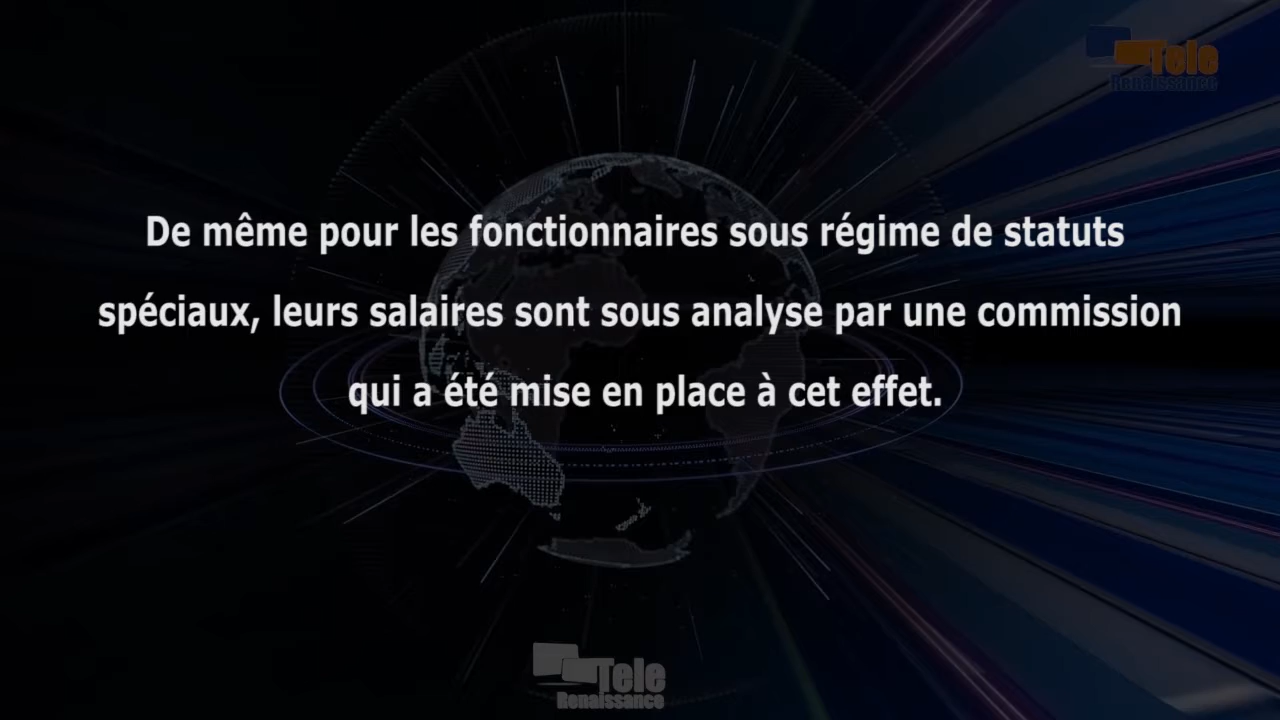 Tele
Renaissance
De même pour les fonctionnaires sous régime de statuts
spéciaux, leurs salaires sont sous analyse par une commission
qui a été mise en place à cet effet.
Tele
Renaissance